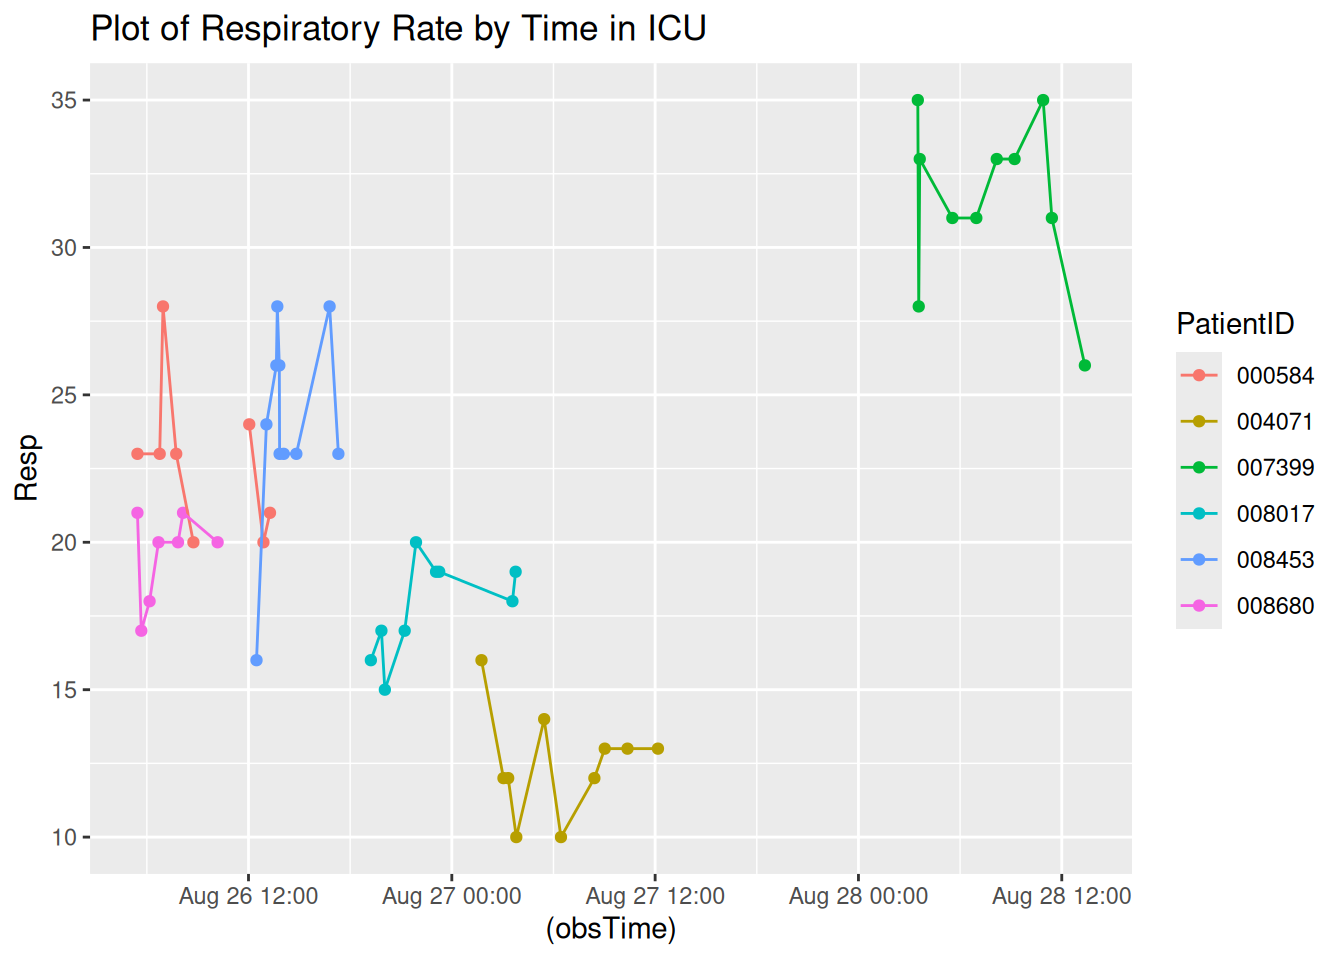 Plot of Respiratory Rate by Time in ICU
35
30
25
20
15
10
Resp
Aug 26 12:00 Aug 27 00:00 Aug 27 12:00 Aug 28 00:00 Aug 28 12:00
(obsTime)
PatientID
000584
004071
007399
008017
008453
008680